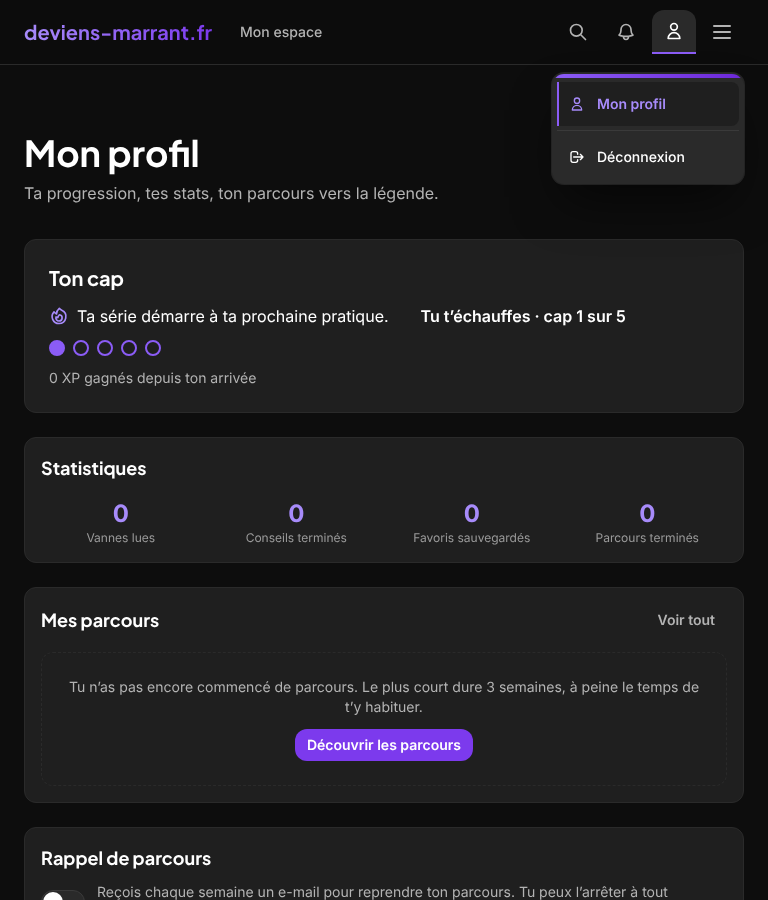 deviens-marrant.fr
Mon espace
Mon profil
Déconnexion
Mon profil
Ta progression, tes stats, ton parcours vers la légende.
Ton cap
Ta série démarre à ta prochaine pratique.
Tu t’échauffes · cap 1 sur 5
0 XP gagnés depuis ton arrivée
Statistiques
0
Vannes lues
0
Conseils terminés
0
Favoris sauvegardés
0
Parcours terminés
Mes parcours
Voir tout
Tu n’as pas encore commencé de parcours. Le plus court dure 3 semaines, à peine le temps de
t’y habituer.
Découvrir les parcours
Rappel de parcours
Reçois chaque semaine un e-mail pour reprendre ton parcours. Tu peux l’arrêter à tout